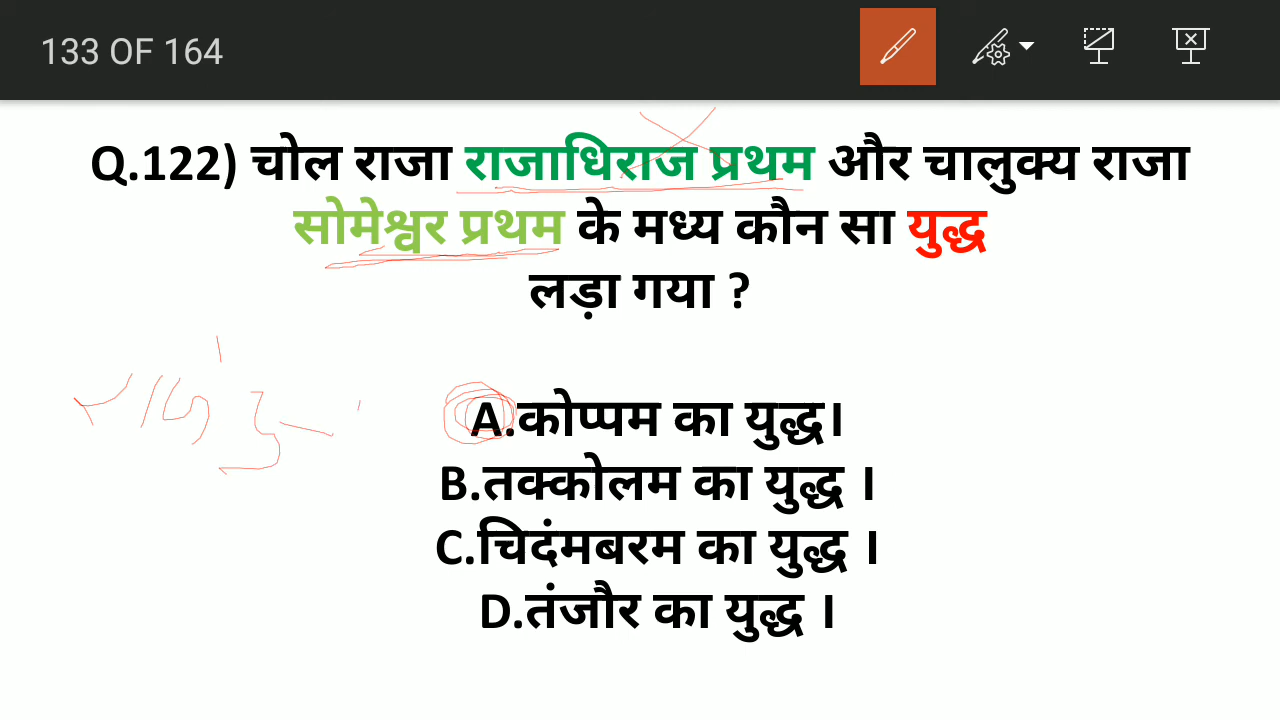 133 OF 164
Q.122) चोल राजा राजाधिराज प्रथम और चालुक्य राजा
सोमेश्वर प्रथम के मध्य कौन सा युद्ध
लड़ा गया ?
A.कोप्पम का युद्ध।
B.तक्कोलम का युद्ध ।
C.चिदंमबरम का युद्ध ।
D.तंजौर का युद्ध ।